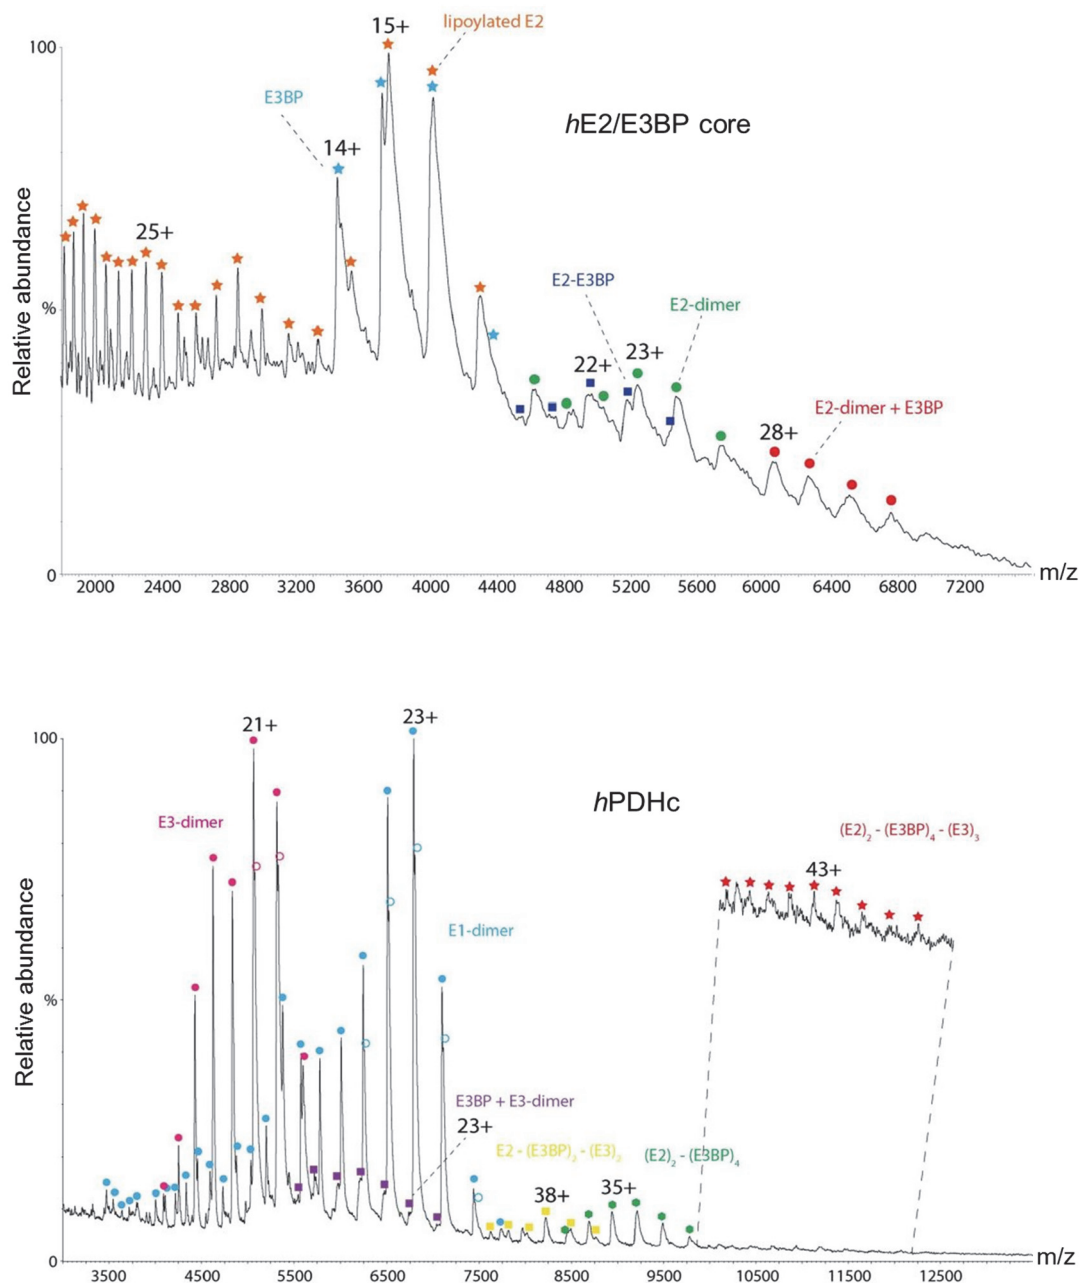 15+
lipoylated E2
100
E3BP
hE2/E3BP core
14+
25+
Relative abundance
%
E2-E3BP
E2-dimer
23+
22+
E2-dimer + E3BP
28+
0
2000 2400 2800 3200 3600 4000 4400 4800 5200 5600 6000 6400 6800 7200
m/z
21+
23+
100
hPDHc
E3-dimer
(E2)2 - (E3BP)4 - (E3)3
43+
E1-dimer
Relative abundance
%
E3BP + E3-dimer
23+
E2 - (E3BP)2 - (E3)2
(E2)2 - (E3BP)4
38+
35+
0
3500 4500 5500 6500 7500 8500 9500 10500 11500 12500
m/z